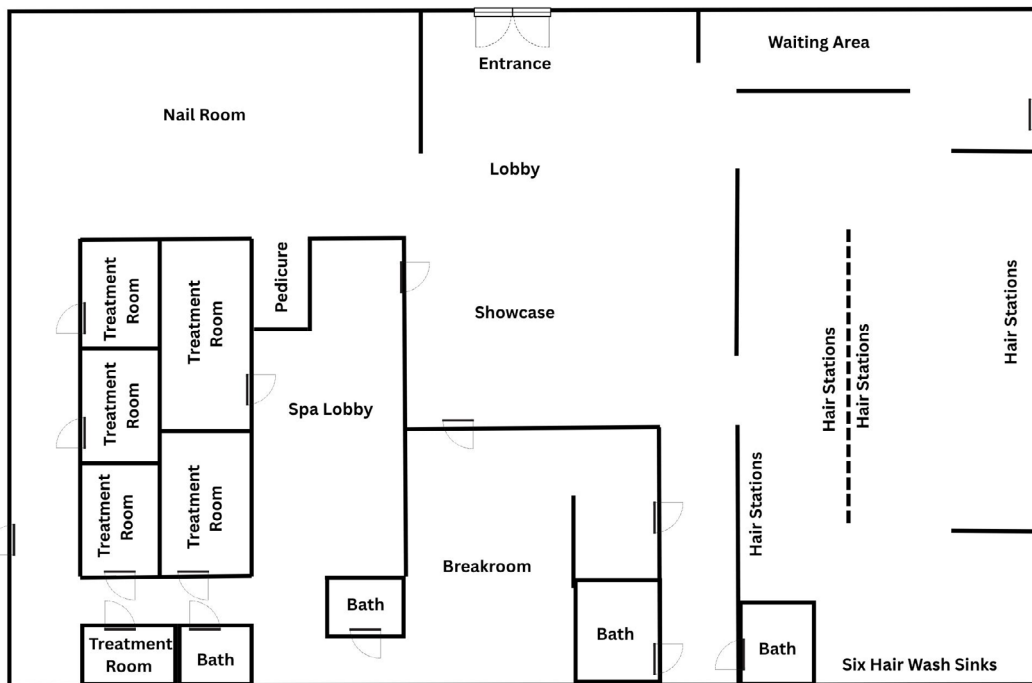 Waiting Area
Entrance
Nail Room
Lobby
Pedicure
Treatment
Room
Treatment
Room
Showcase
Hair Stations
Hair Stations
Hair Stations
Treatment
Room
Spa Lobby
Treatment
Room
Treatment
Room
Hair Stations
Breakroom
Bath
Bath
Treatment
Room
Bath
Bath
Six Hair Wash Sinks